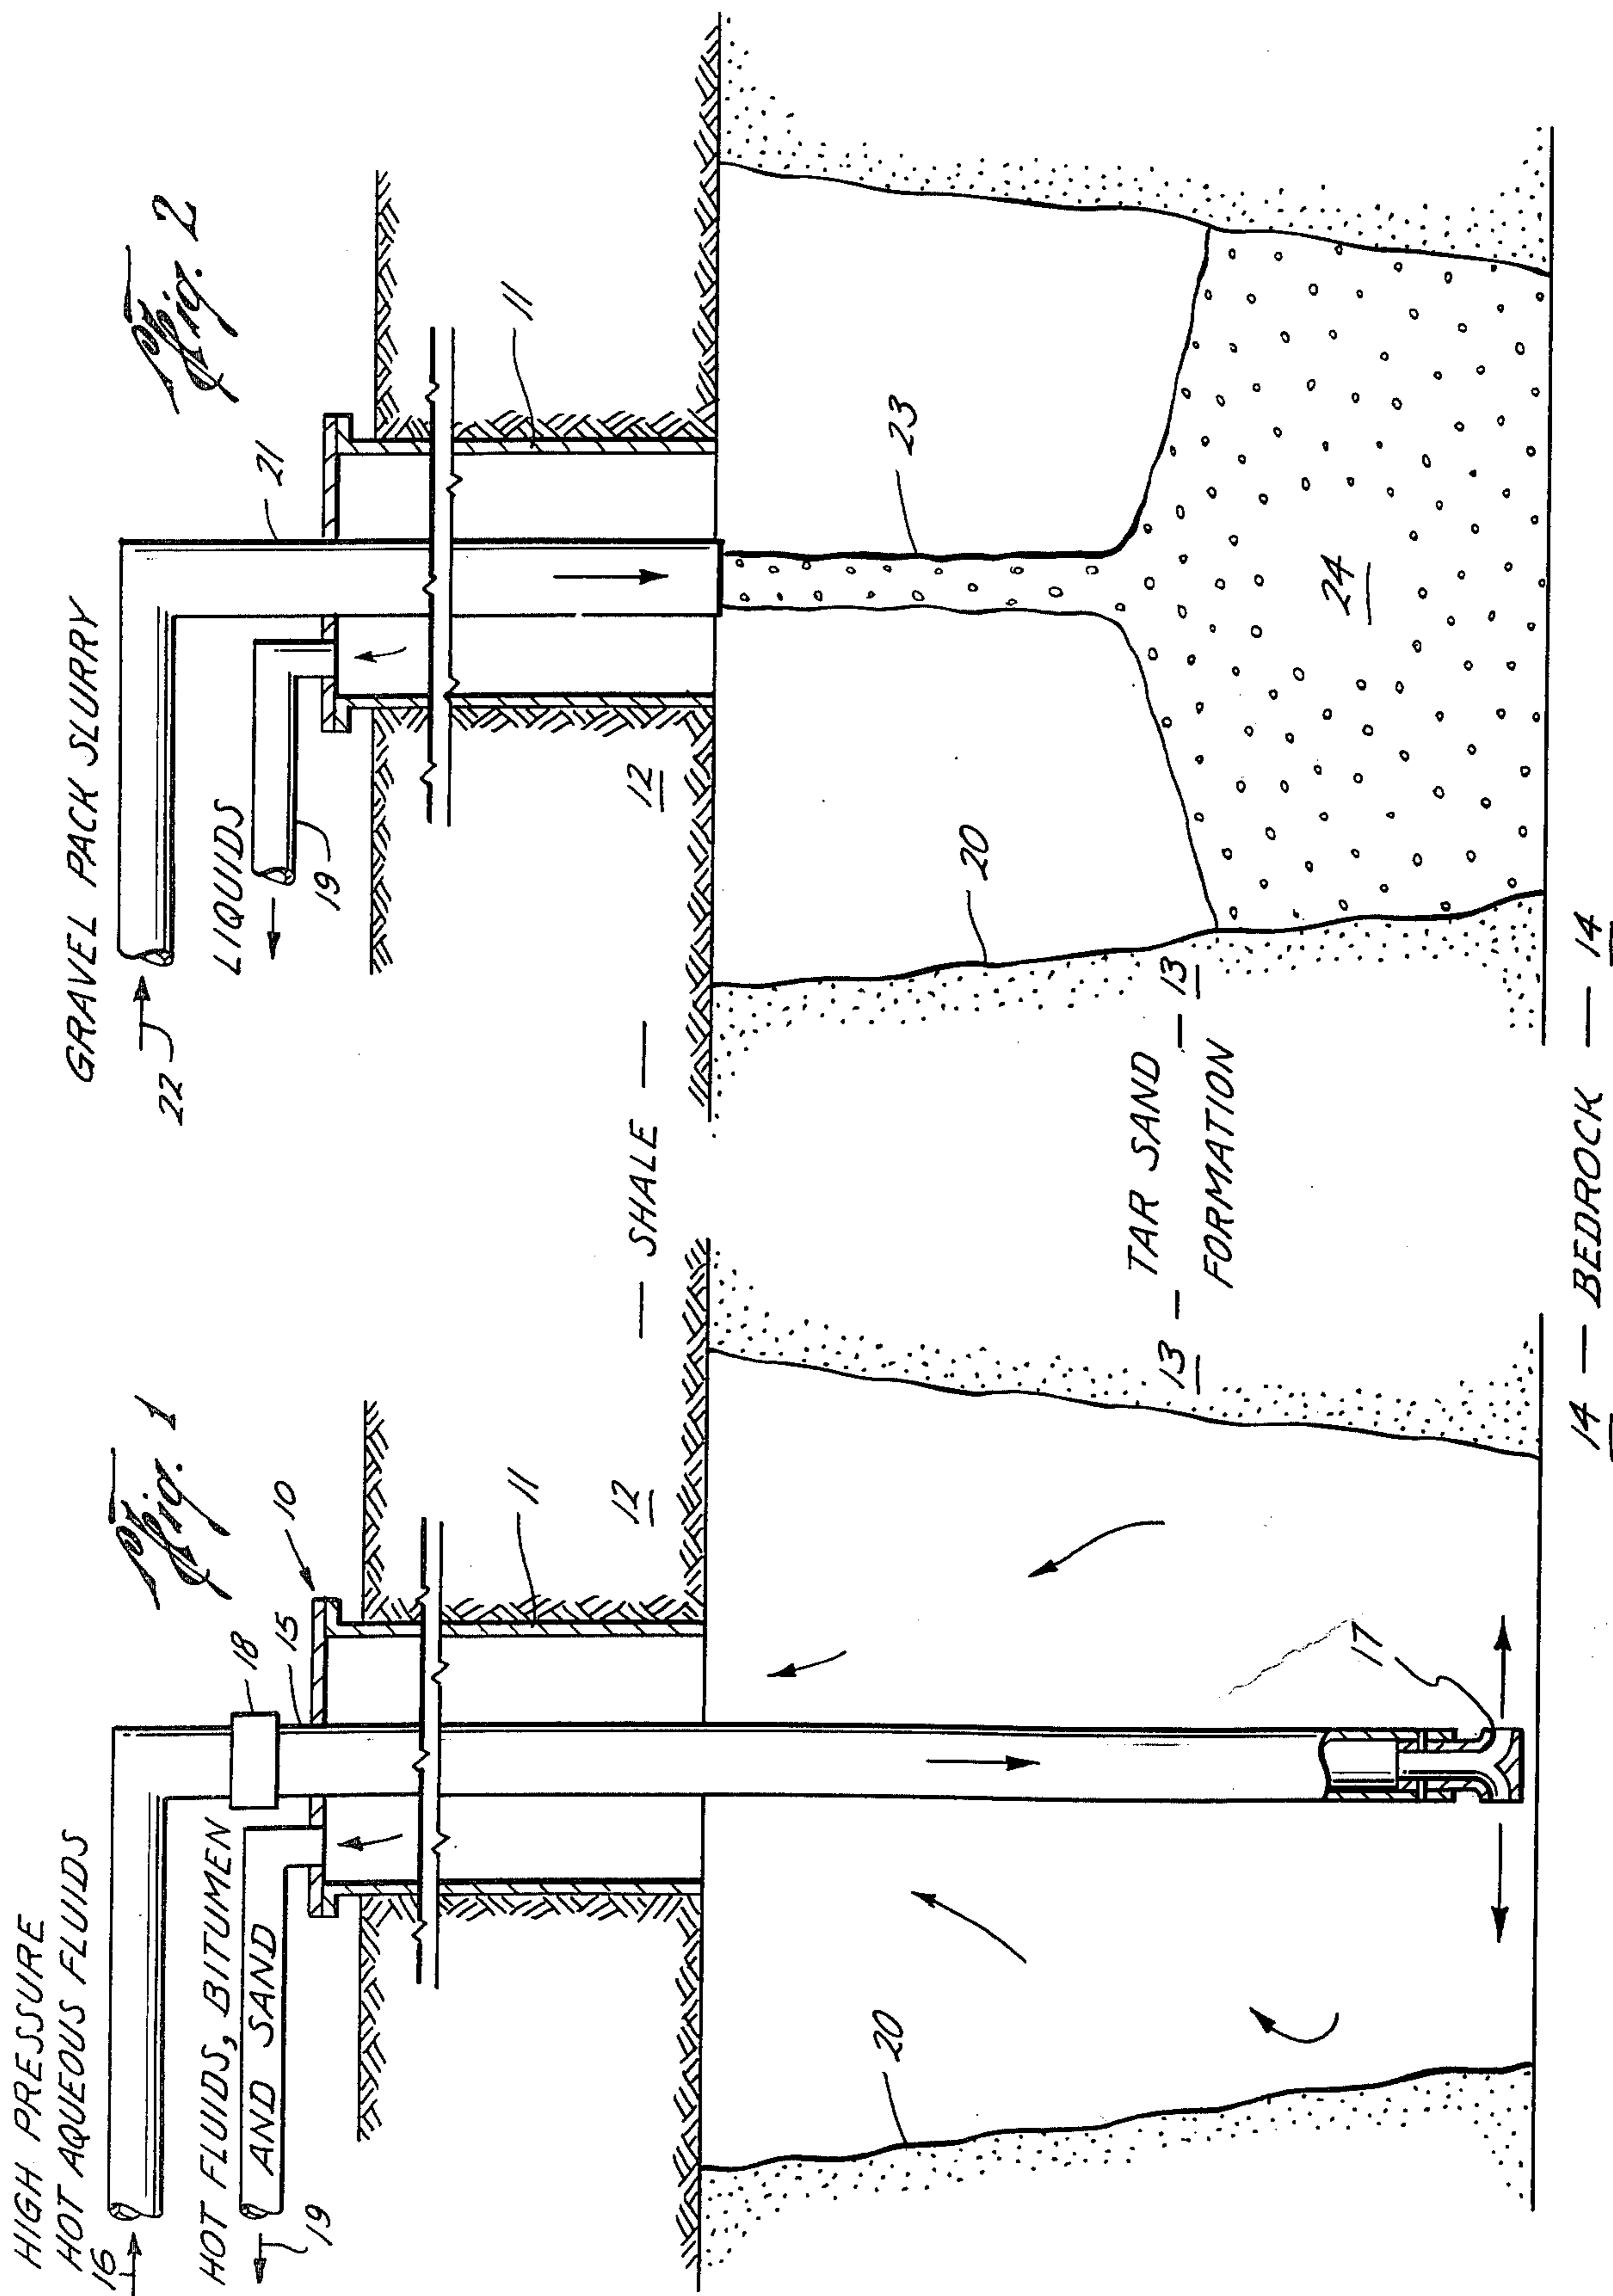 Fig. 1
HIGH PRESSURE
HOT AQUEOUS FLUIDS
16
HOT FLUIDS, BITUMEN
AND SAND
19
18
15
10
11
12
20
17
Fig. 2
GRAVEL PACK SLURRY
22
LIQUIDS
19
21
11
12
23
20
24
— SHALE —
13 — TAR SAND — 13
FORMATION
14 — BEDROCK — 14